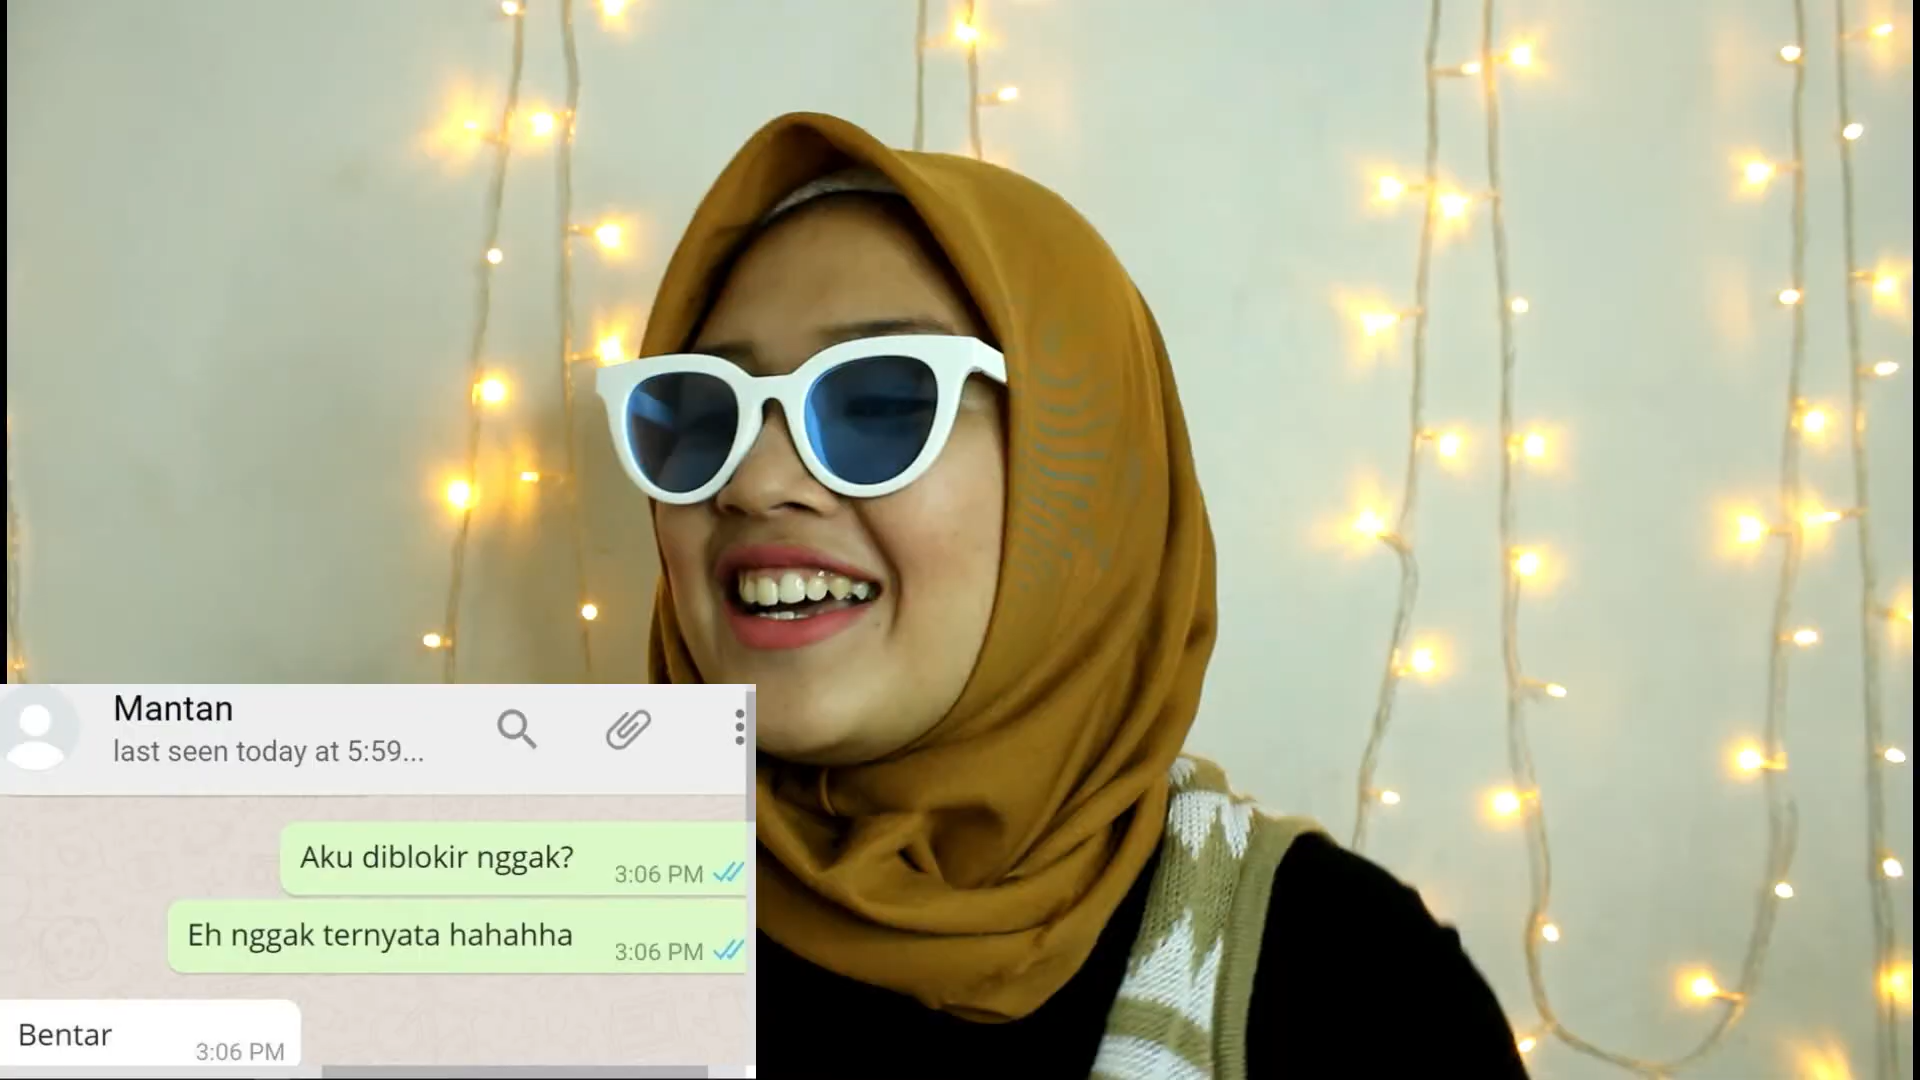 Mantan
last seen today at 5:59...
Aku diblokir nggak?
3:06 PM
Eh nggak ternyata hahahha
3:06 PM
Bentar
3:06 PM